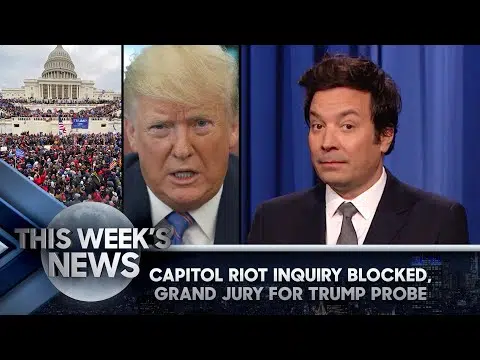 THIS WEEK'S
NEWS
CAPITOL RIOT INQUIRY BLOCKED,
GRAND JURY FOR TRUMP PROBE